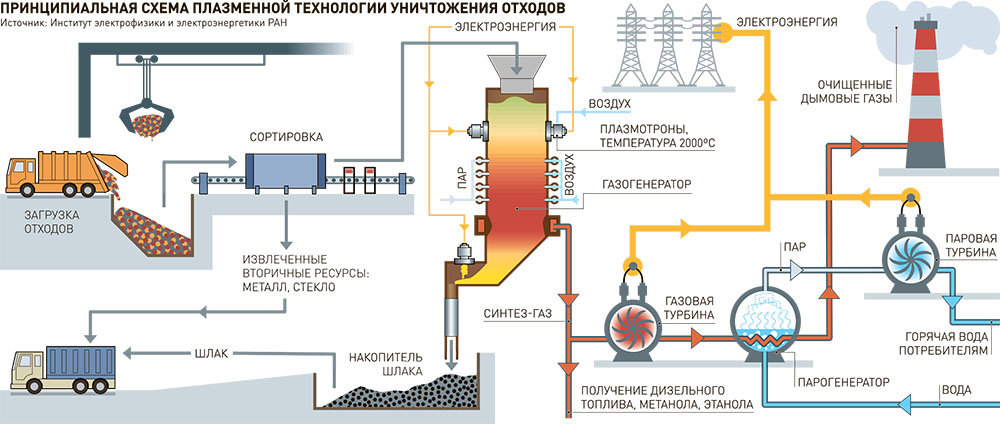 ПРИНЦИПИАЛЬНАЯ СХЕМА ПЛАЗМЕННОЙ ТЕХНОЛОГИИ УНИЧТОЖЕНИЯ ОТХОДОВ
Источник: Институт электрофизики и электроэнергетики РАН
ЭЛЕКТРОЭНЕРГИЯ
ЭЛЕКТРОЭНЕРГИЯ
ОЧИЩЕННЫЕ
ДЫМОВЫЕ ГАЗЫ
ВОЗДУХ
СОРТИРОВКА
ПЛАЗМОТРОНЫ,
ТЕМПЕРАТУРА 2000ºС
ПАР
ВОЗДУХ
ГАЗОГЕНЕРАТОР
ЗАГРУЗКА
ОТХОДОВ
ИЗВЛЕЧЕННЫЕ
ВТОРИЧНЫЕ РЕСУРСЫ:
МЕТАЛЛ, СТЕКЛО
ПАР
ПАРОВАЯ
ТУРБИНА
СИНТЕЗ-ГАЗ
ГАЗОВАЯ
ТУРБИНА
ГОРЯЧАЯ ВОДА
ПОТРЕБИТЕЛЯМ
ШЛАК
НАКОПИТЕЛЬ
ШЛАКА
ПОЛУЧЕНИЕ ДИЗЕЛЬНОГО
ТОПЛИВА, МЕТАНОЛА, ЭТАНОЛА
ПАРОГЕНЕРАТОР
ВОДА